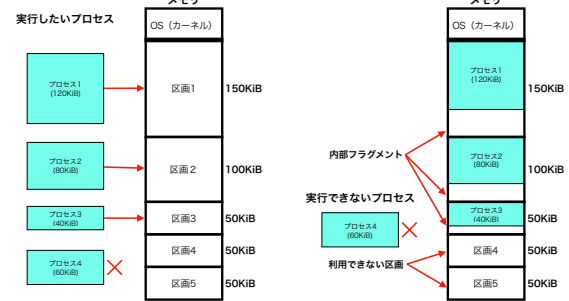 メモリ
実行したいプロセス
OS（カーネル）
プロセス1
(120KiB)
区画1
150KiB
プロセス2
(80KiB)
区画２
100KiB
プロセス3
(40KiB)
区画3
50KiB
プロセス4
(60KiB)
区画4
50KiB
区画5
50KiB
メモリ
OS（カーネル）
プロセス1
(120KiB)
150KiB
内部フラグメント
プロセス2
(80KiB)
100KiB
実行できないプロセス
プロセス3
(40KiB)
50KiB
プロセス4
(60KiB)
区画4
50KiB
利用できない区画
区画5
50KiB